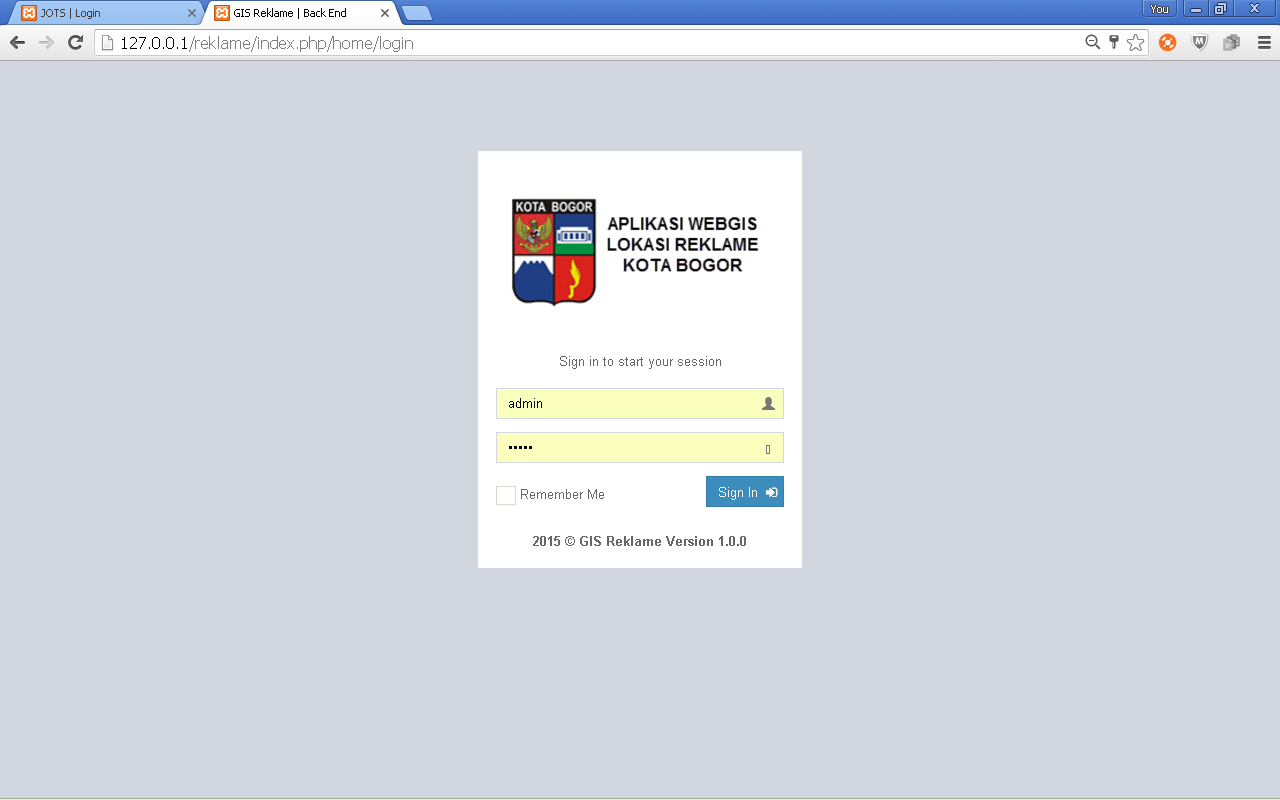 JOTS | Login
GIS Reklame | Back End
You
127.0.0.1/reklame/index.php/home/login
KOTA BOGOR
APLIKASI WEBGIS
LOKASI REKLAME
KOTA BOGOR
Sign in to start your session
admin
•••••
Remember Me
Sign In
2015 © GIS Reklame Version 1.0.0